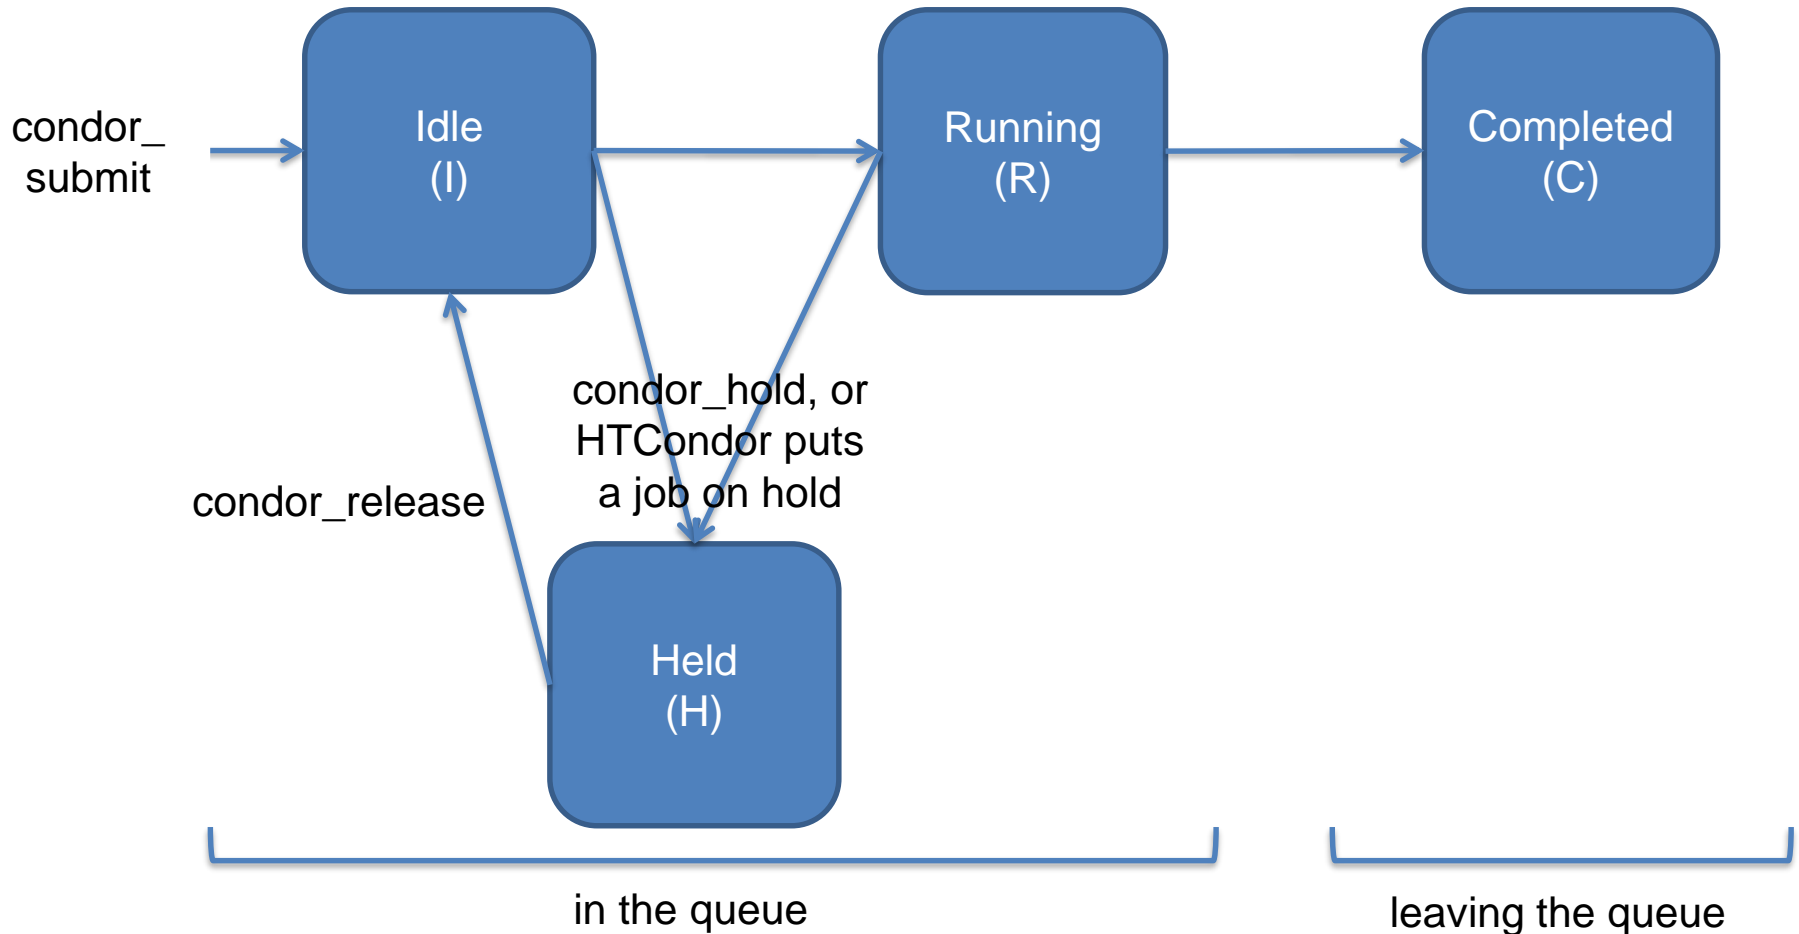 condor_
submit
Idle
(I)
Running
(R)
Completed
(C)
condor_hold, or
HTCondor puts
a job on hold
condor_release
Held
(H)
in the queue
leaving the queue